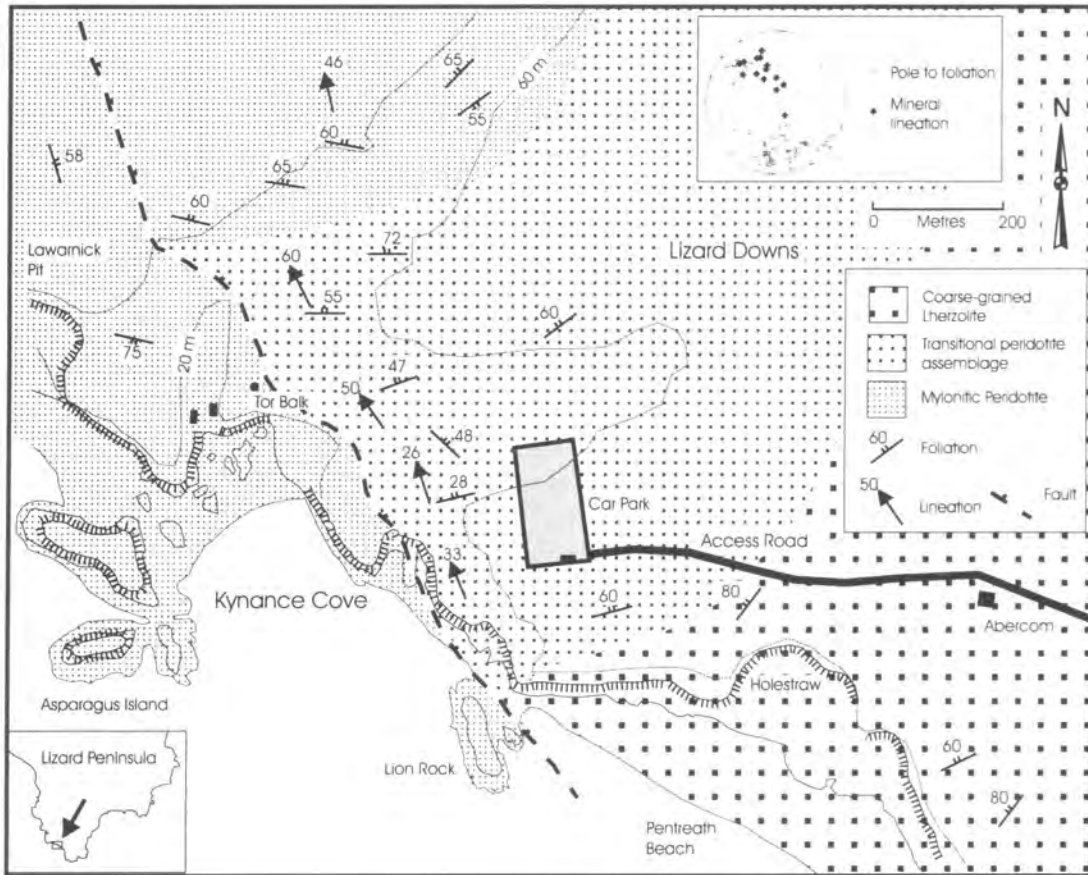 46
65
60 m
55
60
58
65
60
Lawarnick
Pit
72
60
55
Lizard Downs
60
75
20 m
47
50
Tor Balk
48
26
28
Car Park
33
Access Road
Kynance Cove
60
80
Abercom
Holestraw
Asparagus Island
Lion Rock
60
80
Pentreath
Beach
Lizard Peninsula
Pole to foliation
Mineral
lineation
N
0 Metres 200
Coarse-grained
Lherzolite
Transitional peridotite
assemblage
Mylonitic Peridotite
60
Foliation
50
Lineation
Fault